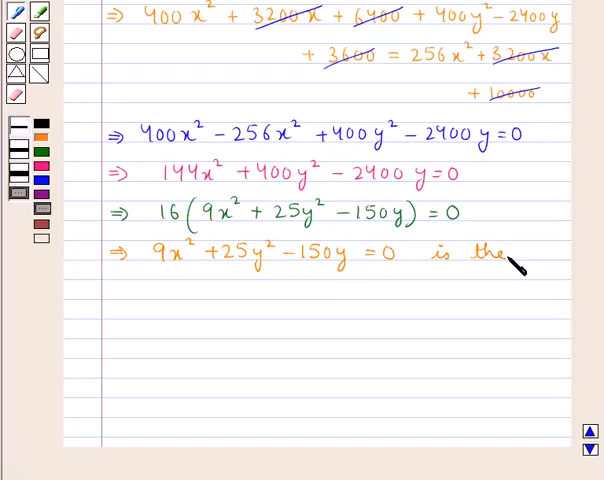 ⇒ 400x² + 3200x + 6400 + 400y² - 2400y
+ 3600 = 256x² + 3200x
+ 10000
⇒ 400x² - 256x² + 400y² - 2400y = 0
⇒ 144x² + 400y² - 2400y = 0
⇒ 16(9x² + 25y² - 150y) = 0
⇒ 9x² + 25y² - 150y = 0 is the